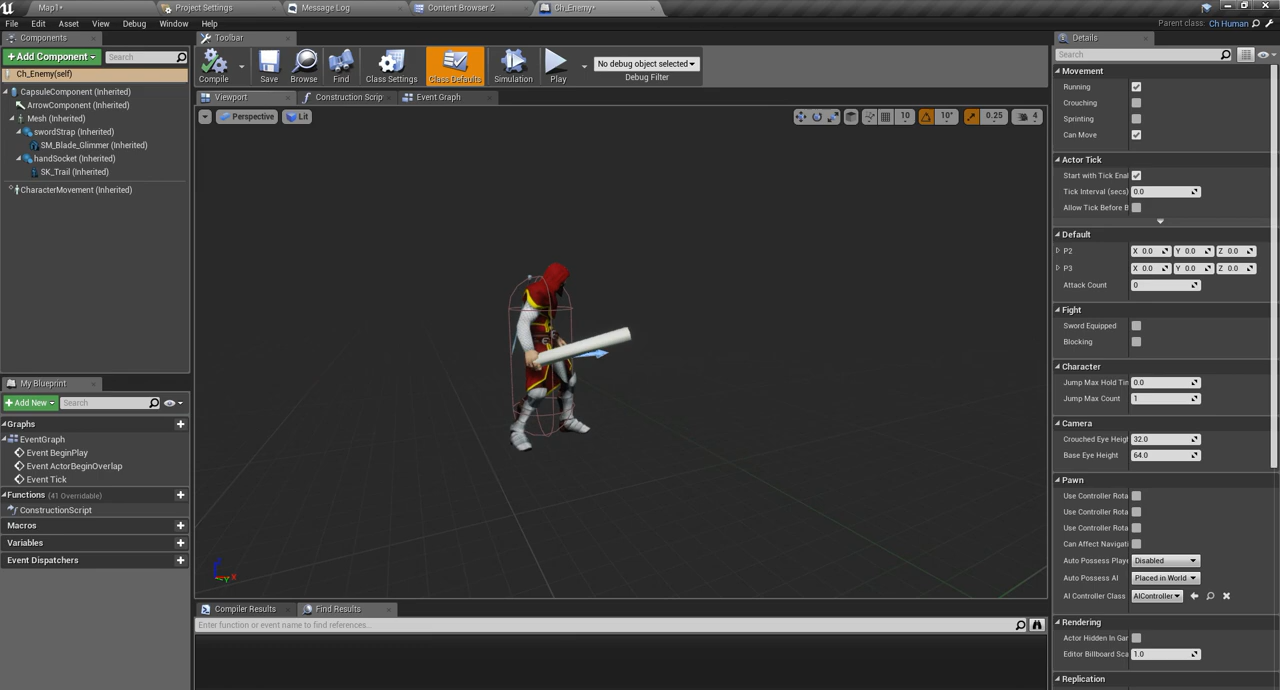 Map1•
Project Settings
Message Log
Content Browser 2
Ch_Enemy•
File Edit Asset View Debug Window Help
Parent class: Ch Human
Components
+Add Component
Search
Ch_Enemy(self)
CapsuleComponent (Inherited)
ArrowComponent (Inherited)
Mesh (Inherited)
swordStrap (Inherited)
SM_Blade_Glimmer (Inherited)
handSocket (Inherited)
SK_Trail (Inherited)
CharacterMovement (Inherited)
My Blueprint
+Add New
Search
Graphs
EventGraph
Event BeginPlay
Event ActorBeginOverlap
Event Tick
Functions (41 Overridable)
ConstructionScript
Macros
Variables
Event Dispatchers
Toolbar
Compile
Save
Browse
Find
Class Settings
Class Defaults
Simulation
Play
No debug object selected
Debug Filter
Viewport
Construction Scrip
Event Graph
Perspective
Lit
10
10°
0.25
4
Z
X
Y
Compiler Results
Find Results
Enter function or event name to find references...
Details
Search
Movement
Running
Crouching
Sprinting
Can Move
Actor Tick
Start with Tick Enal
Tick Interval (secs) 0.0
Allow Tick Before B
Default
P2 X 0.0 Y 0.0 Z 0.0
P3 X 0.0 Y 0.0 Z 0.0
Attack Count 0
Fight
Sword Equipped
Blocking
Character
Jump Max Hold Tin 0.0
Jump Max Count 1
Camera
Crouched Eye Heigh 32.0
Base Eye Height 64.0
Pawn
Use Controller Rota
Use Controller Rota
Use Controller Rota
Can Affect Navigati
Auto Possess Playe Disabled
Auto Possess AI Placed in World
AI Controller Class AIController
Rendering
Actor Hidden In Gar
Editor Billboard Sca 1.0
Replication